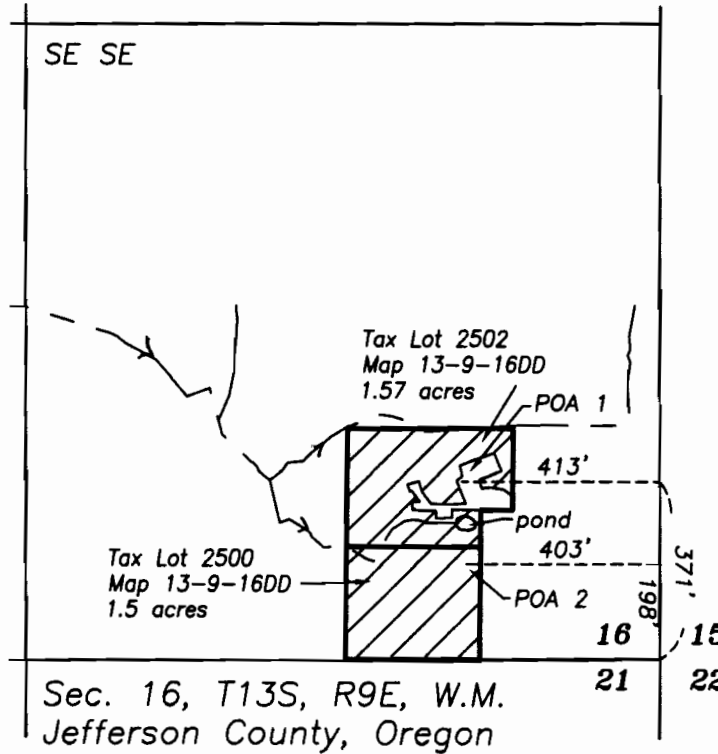 SE SE
Tax Lot 2502
Map 13-9-16DD
1.57 acres
POA 1
413'
pond
403'
Tax Lot 2500
Map 13-9-16DD
1.5 acres
POA 2
371'
198'
16 15
21 22
Sec. 16, T13S, R9E, W.M.
Jefferson County, Oregon